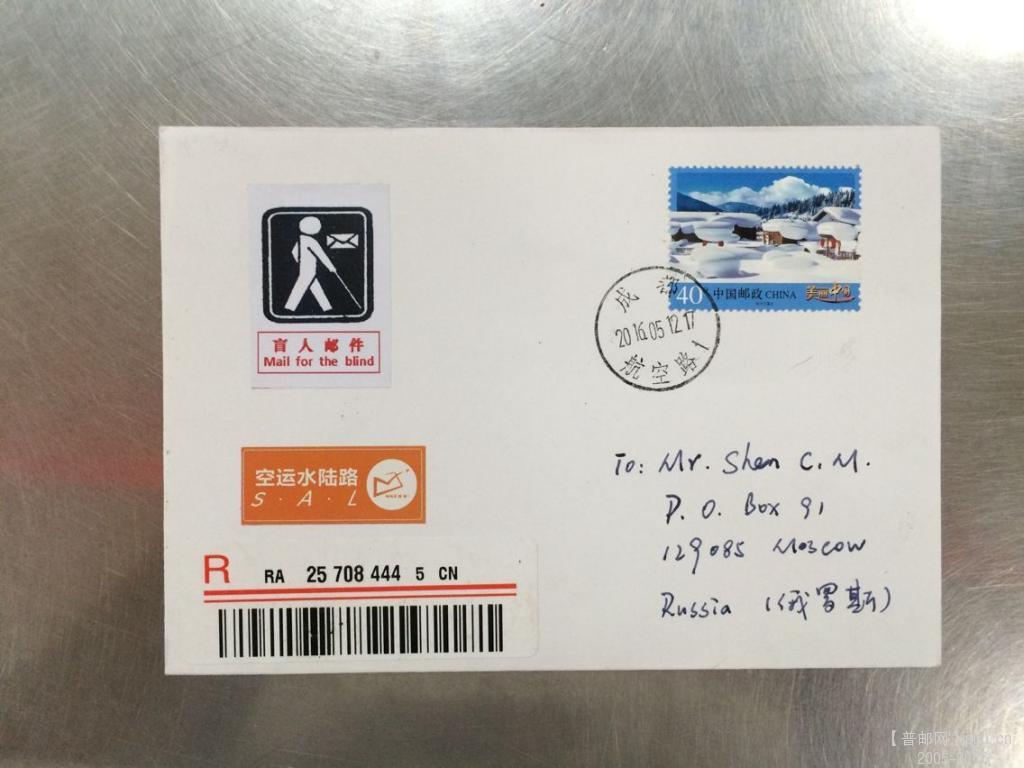 40 中国邮政 CHINA 美丽中国
成都
2016.05.12.17
航空路1
盲人邮件
Mail for the blind
空运水陆路
S·A·L
To: Mr. Shen C. M.
P. O. Box 91
129085 Moscow
Russia (俄罗斯)
R RA 25 708 444 5 CN
【普邮网
2005-